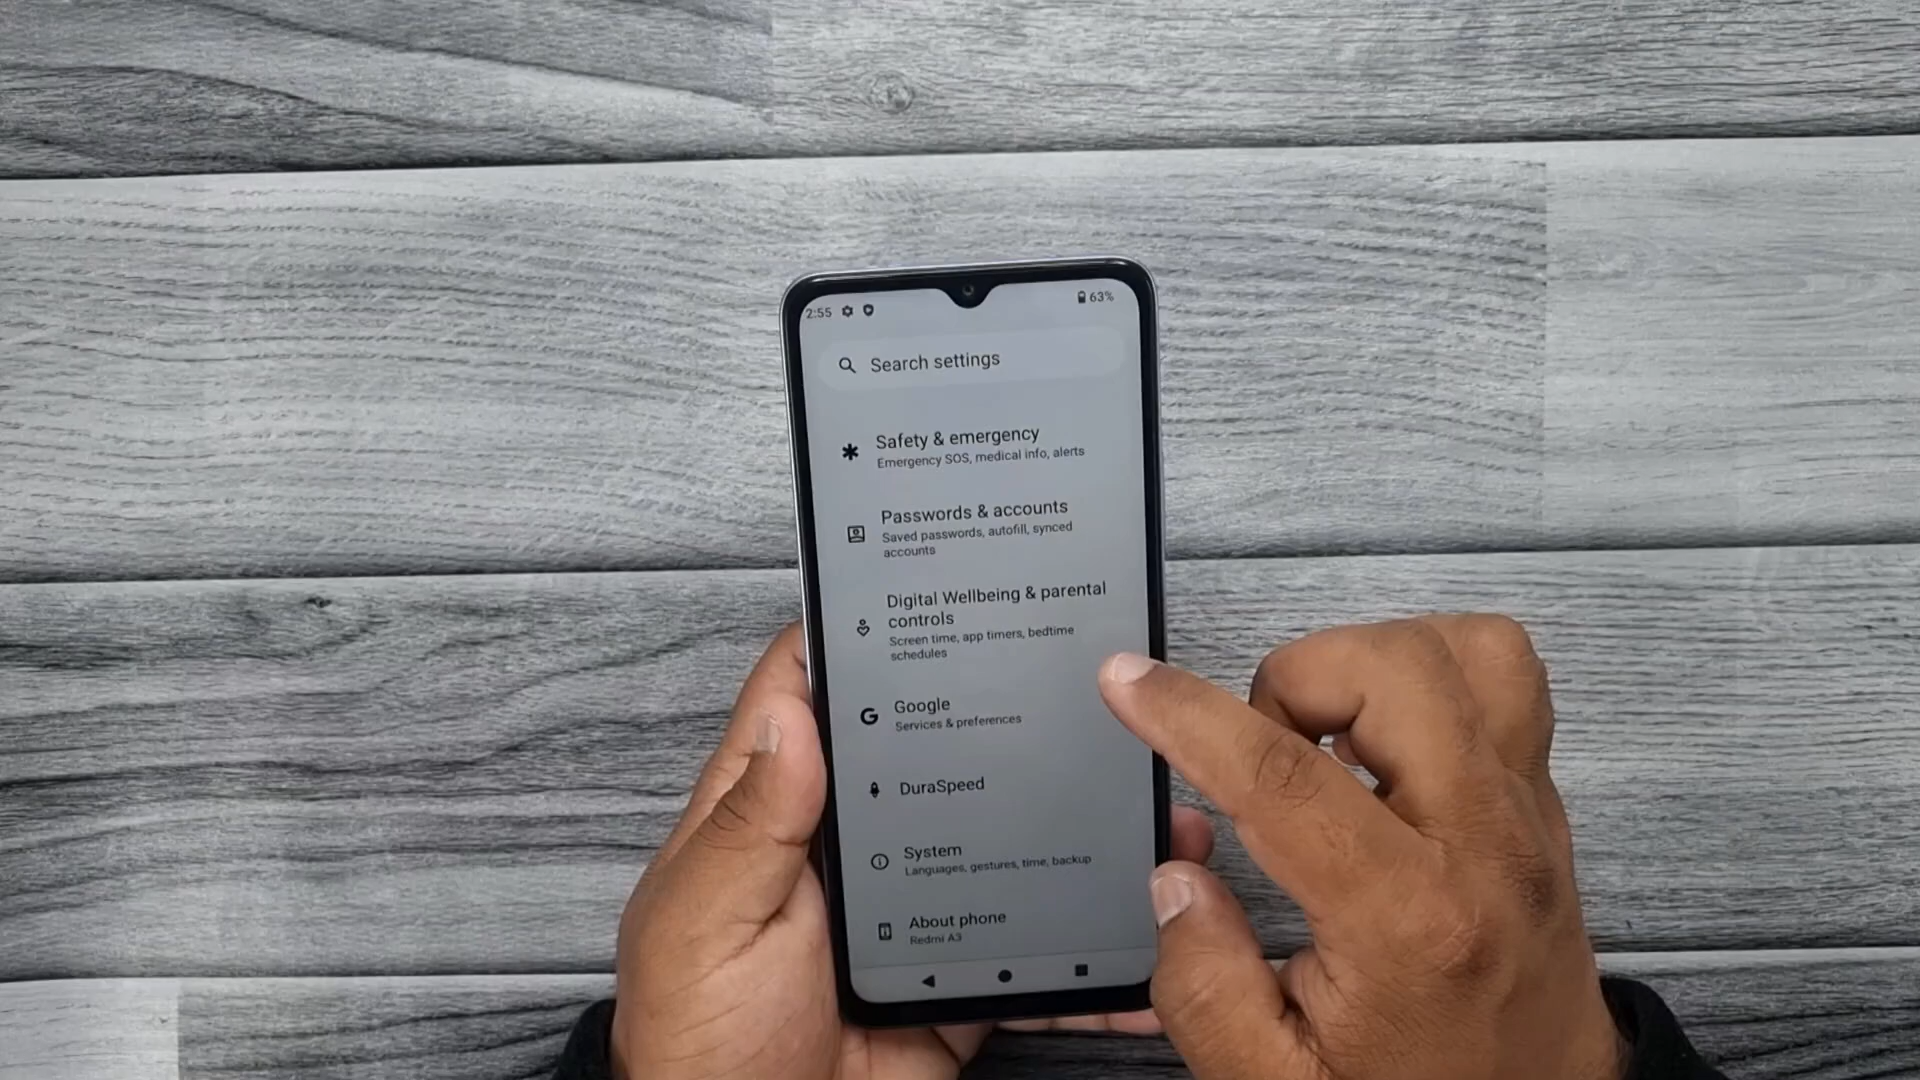 2:55
63%
Search settings
Safety & emergency
Emergency SOS, medical info, alerts
Passwords & accounts
Saved passwords, autofill, synced
accounts
Digital Wellbeing & parental
controls
Screen time, app timers, bedtime
schedules
Google
Services & preferences
DuraSpeed
System
Languages, gestures, time, backup
About phone
Redmi A3